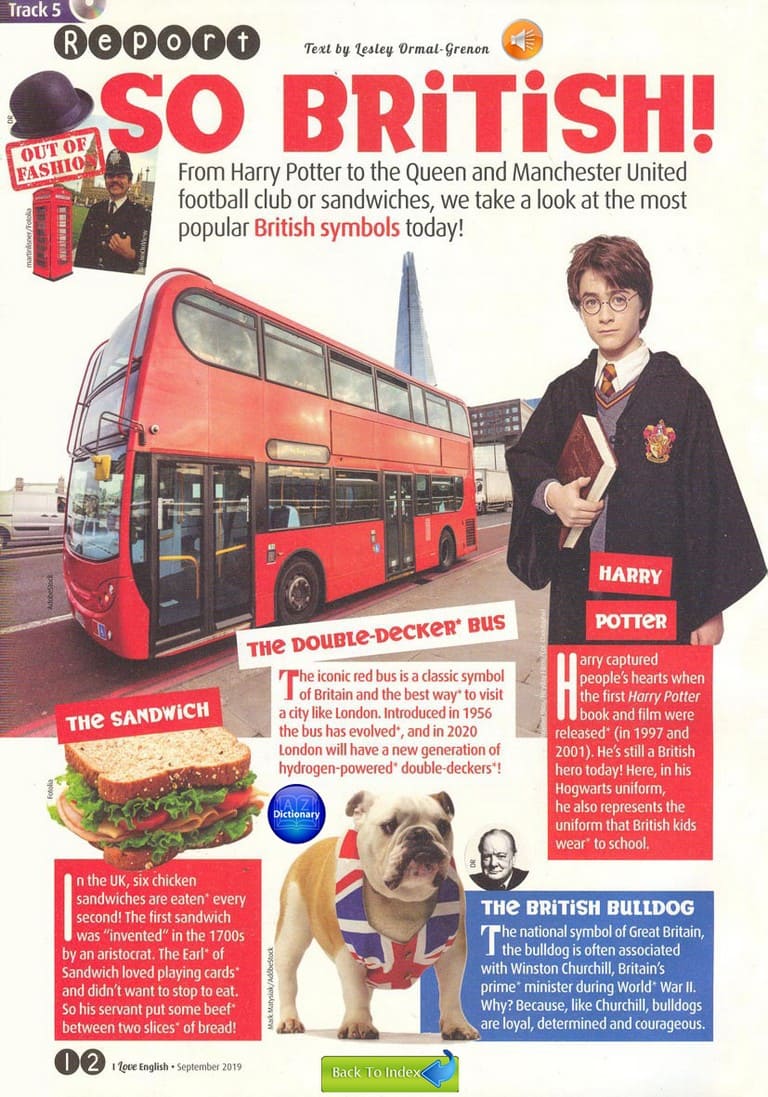 Track 5
Report
Text by Lesley Ormal-Grenon
SO BRiTiSH!
OUT OF
FASHION
From Harry Potter to the Queen and Manchester United
football club or sandwiches, we take a look at the most
popular British symbols today!
DR
martinlisner/Fotolia
AdobeStock
HARRY
POTTER
Harry captured
people's hearts when
the first Harry Potter
book and film were
released* (in 1997 and
2001). He's still a British
hero today! Here, in his
Hogwarts uniform,
he also represents the
uniform that British kids
wear* to school.
THE DOUBLE-DECKER* BUS
The iconic red bus is a classic symbol
of Britain and the best way* to visit
a city like London. Introduced in 1956
the bus has evolved*, and in 2020
London will have a new generation of
hydrogen-powered* double-deckers*!
THE SANDWiCH
Fotolia
In the UK, six chicken
sandwiches are eaten* every
second! The first sandwich
was "invented" in the 1700s
by an aristocrat. The Earl* of
Sandwich loved playing cards*
and didn't want to stop to eat.
So his servant put some beef*
between two slices* of bread!
A-Z
Dictionary
Mark Matysiak/AdobeStock
DR
THE BRiTiSH BULLDOG
The national symbol of Great Britain,
the bulldog is often associated
with Winston Churchill, Britain's
prime* minister during World* War II.
Why? Because, like Churchill, bulldogs
are loyal, determined and courageous.
12 I Love English • September 2019
Back To Index